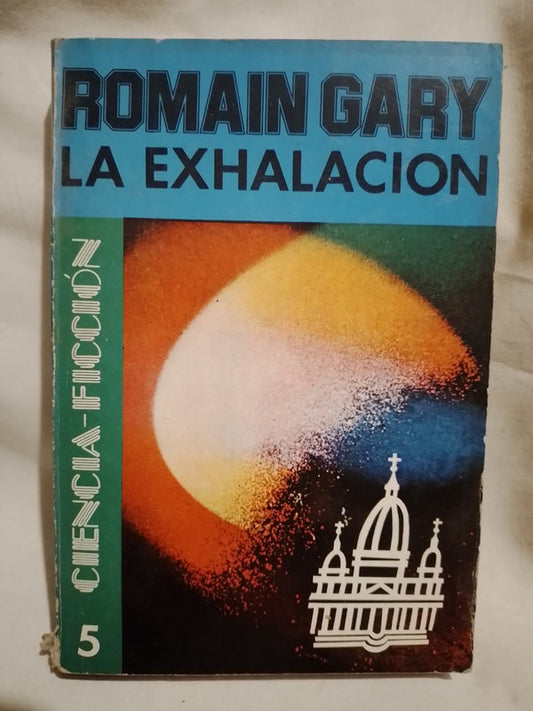 ROMAIN GARY
LA EXHALACION
CIENCIA-FICCIÓN
5